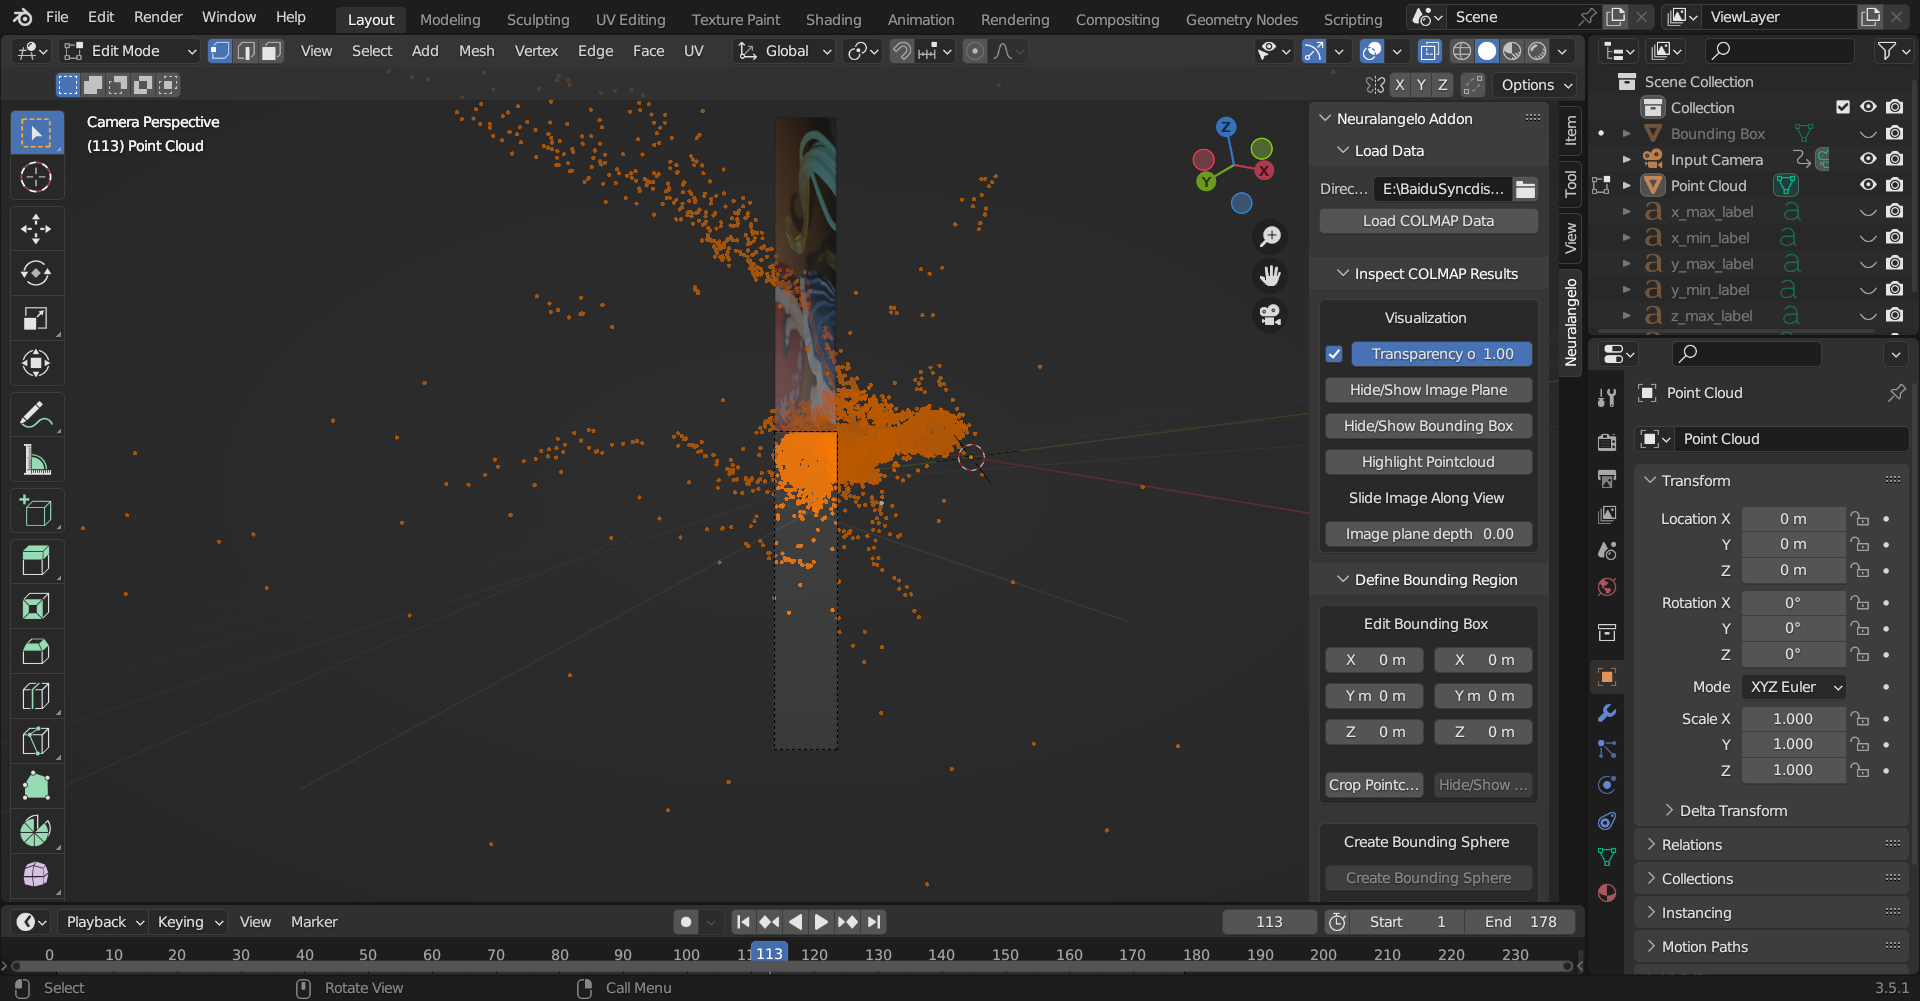 File Edit Render Window Help Layout Modeling Sculpting UV Editing Texture Paint Shading Animation Rendering Compositing Geometry Nodes Scripting Scene ViewLayer
Edit Mode View Select Add Mesh Vertex Edge Face UV Global
X Y Z Options
Camera Perspective
(113) Point Cloud
Z
X
Y
Neuralangelo Addon
Load Data
Direc... E:\BaiduSyncdis...
Load COLMAP Data
Inspect COLMAP Results
Visualization
Transparency o 1.00
Hide/Show Image Plane
Hide/Show Bounding Box
Highlight Pointcloud
Slide Image Along View
Image plane depth 0.00
Define Bounding Region
Edit Bounding Box
X 0 m X 0 m
Y m 0 m Y m 0 m
Z 0 m Z 0 m
Crop Pointc... Hide/Show ...
Create Bounding Sphere
Create Bounding Sphere
Item
Tool
View
Neuralangelo
Scene Collection
Collection
Bounding Box
Input Camera
Point Cloud
a x_max_label a
a x_min_label a
a y_max_label a
a y_min_label a
a z_max_label a
Point Cloud
Point Cloud
Transform
Location X 0 m
Y 0 m
Z 0 m
Rotation X 0°
Y 0°
Z 0°
Mode XYZ Euler
Scale X 1.000
Y 1.000
Z 1.000
Delta Transform
Relations
Collections
Instancing
Motion Paths
Playback Keying View Marker 113 Start 1 End 178
0 10 20 30 40 50 60 70 80 90 100 113 120 130 140 150 160 170 180 190 200 210 220 230
Select Rotate View Call Menu 3.5.1